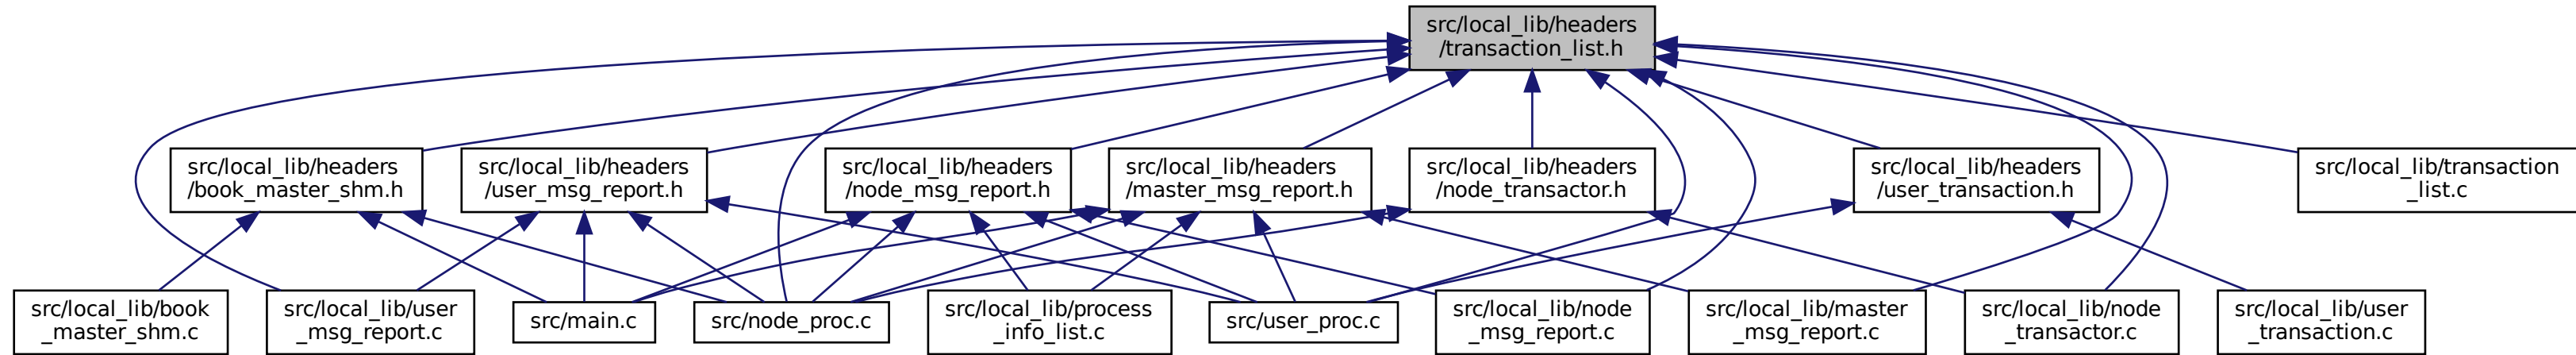 src/local_lib/headers
/transaction_list.h
src/local_lib/headers
/book_master_shm.h
src/local_lib/headers
/user_msg_report.h
src/local_lib/headers
/node_msg_report.h
src/local_lib/headers
/master_msg_report.h
src/local_lib/headers
/node_transactor.h
src/local_lib/headers
/user_transaction.h
src/local_lib/transaction
_list.c
src/local_lib/book
_master_shm.c
src/local_lib/user
_msg_report.c
src/main.c
src/node_proc.c
src/local_lib/process
_info_list.c
src/user_proc.c
src/local_lib/node
_msg_report.c
src/local_lib/master
_msg_report.c
src/local_lib/node
_transactor.c
src/local_lib/user
_transaction.c